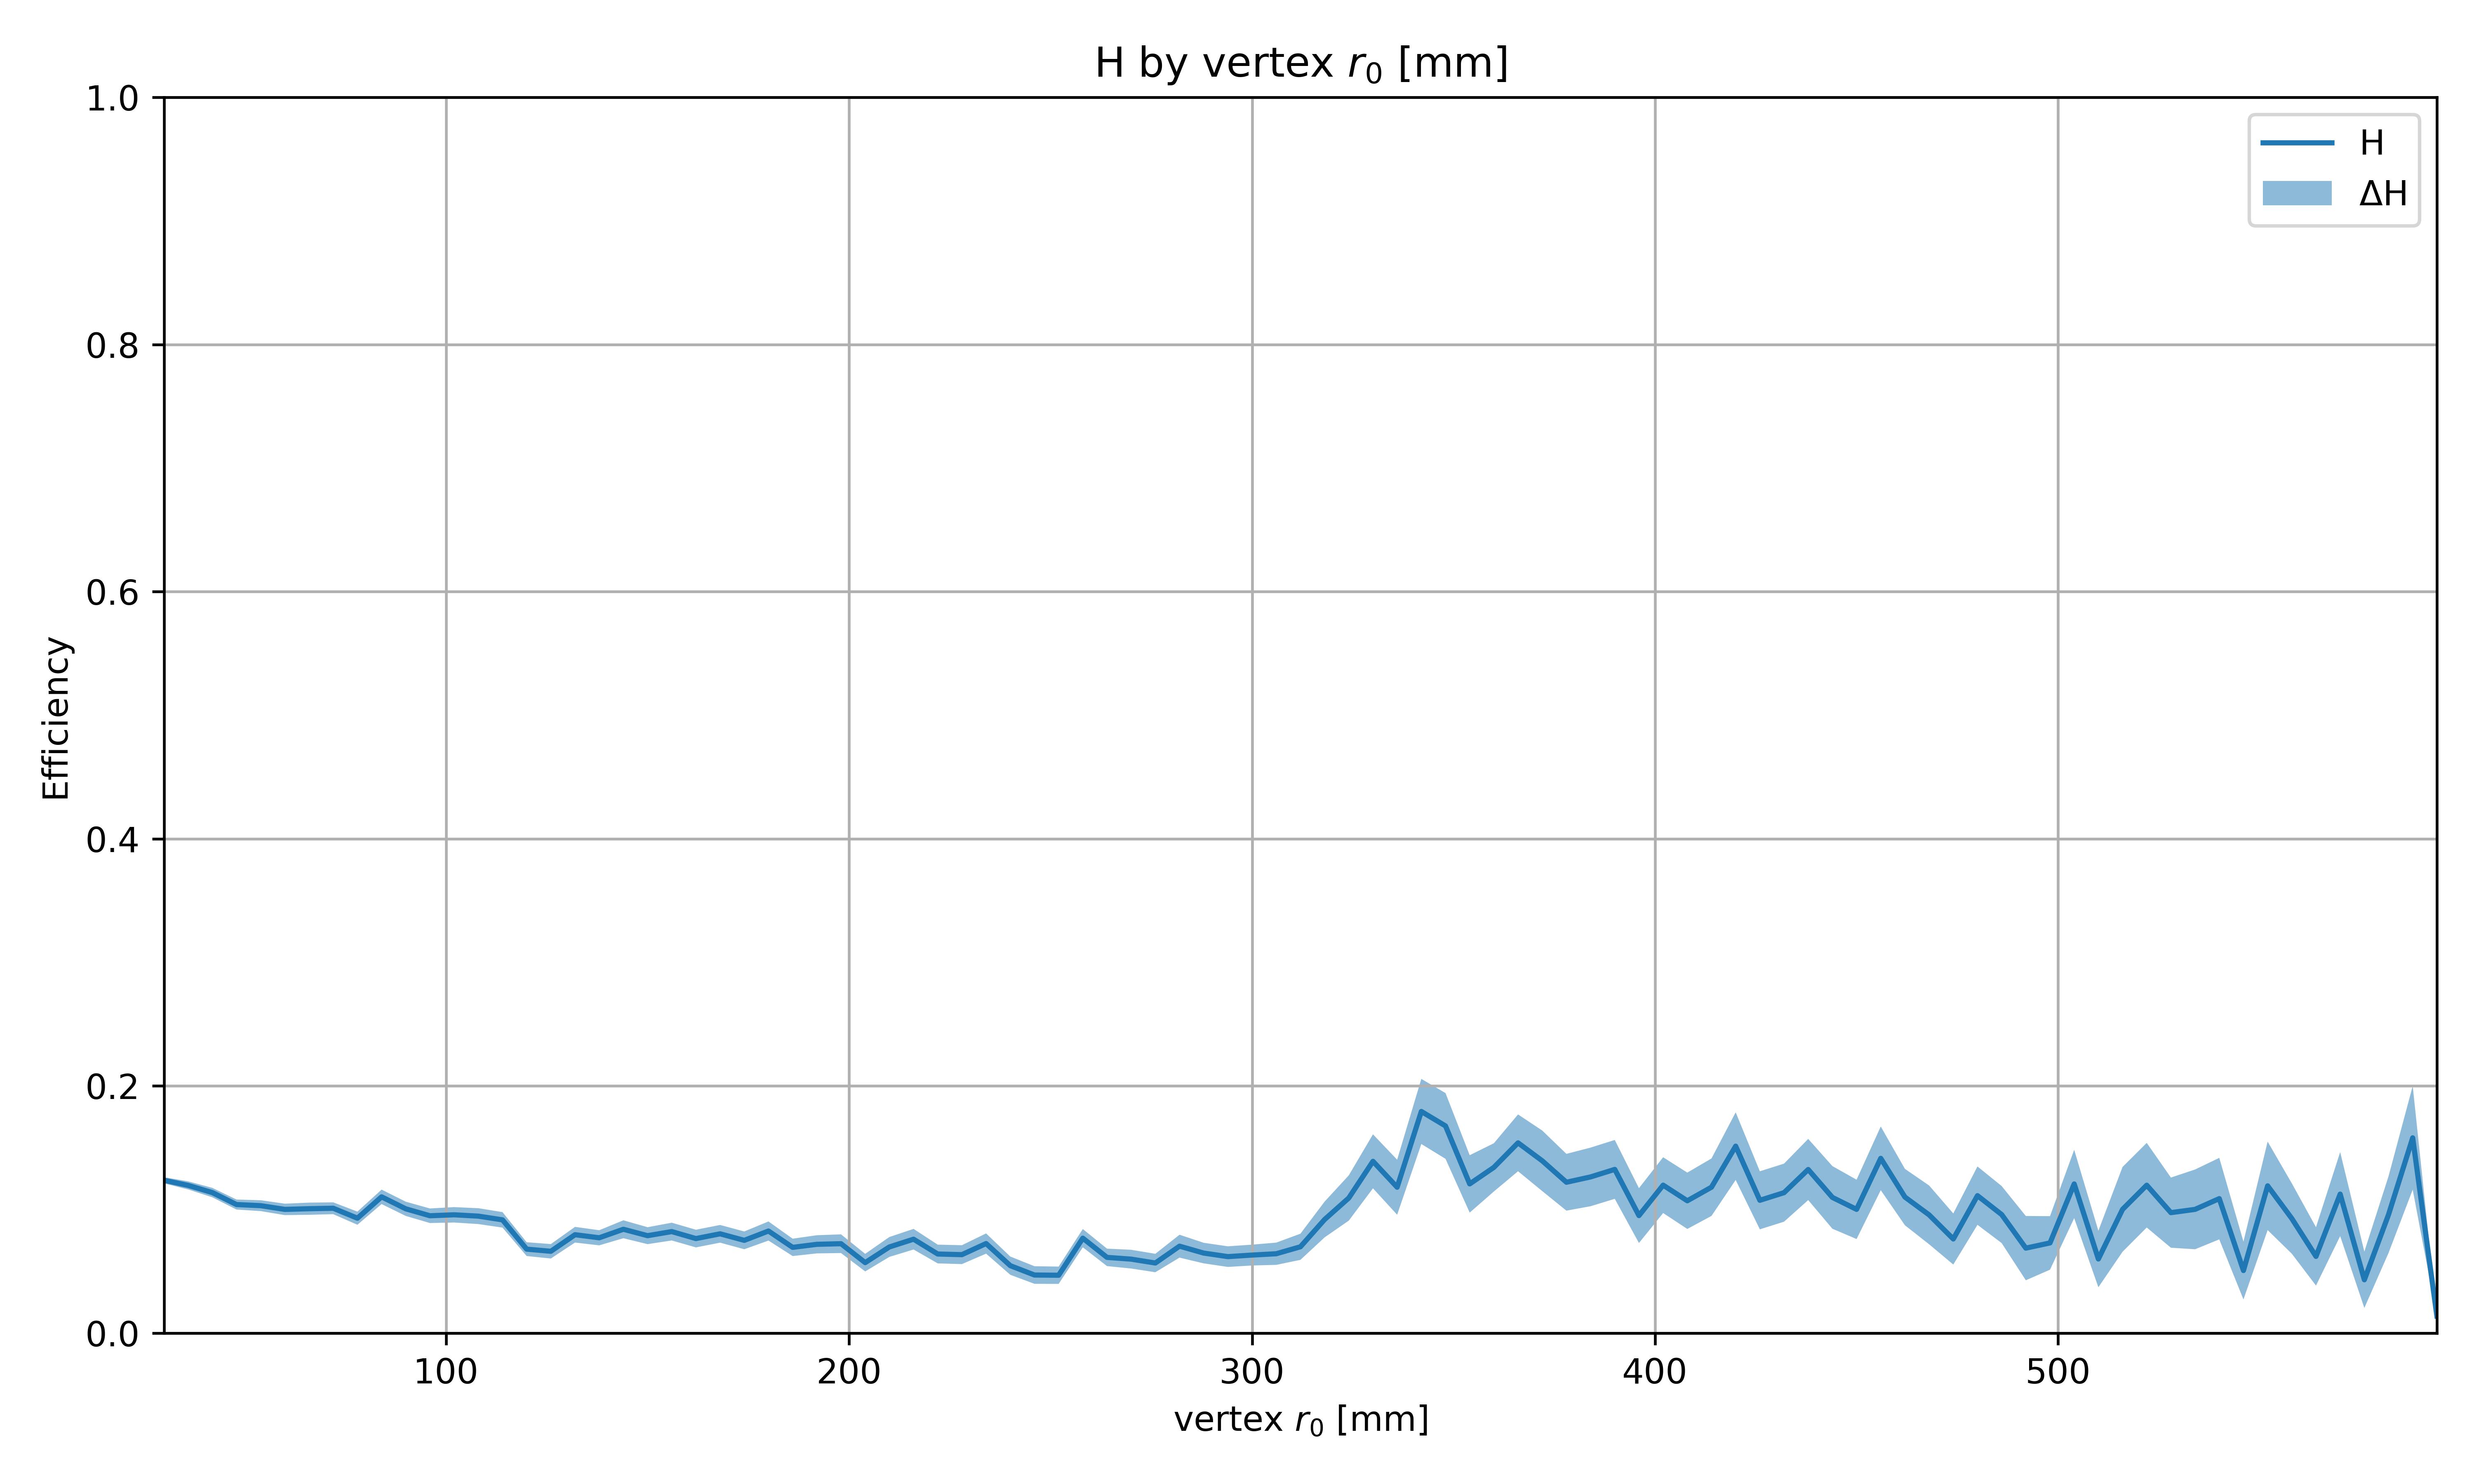 H by vertex r₀ [mm]
1.0
0.8
0.6
0.4
0.2
0.0
Efficiency
H
ΔH
100 200 300 400 500
vertex r₀ [mm]